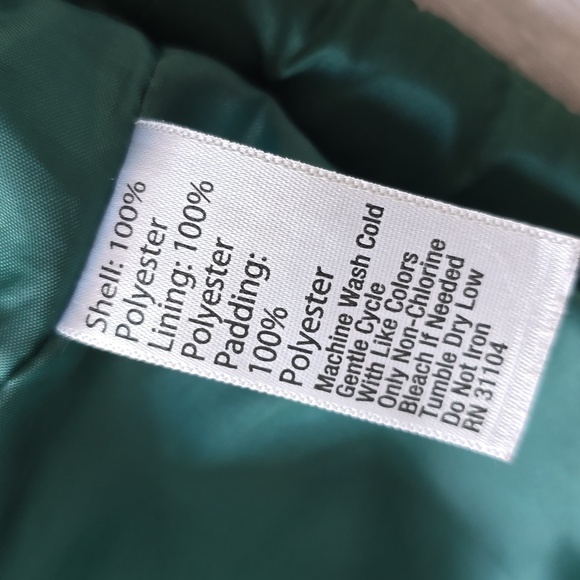 Shell: 100%
Polyester
Lining: 100%
Polyester
Padding:
100%
Polyester
Machine Wash Cold
Gentle Cycle
With Like Colors
Only Non-Chlorine
Bleach If Needed
Tumble Dry Low
Do Not Iron
RN 31104